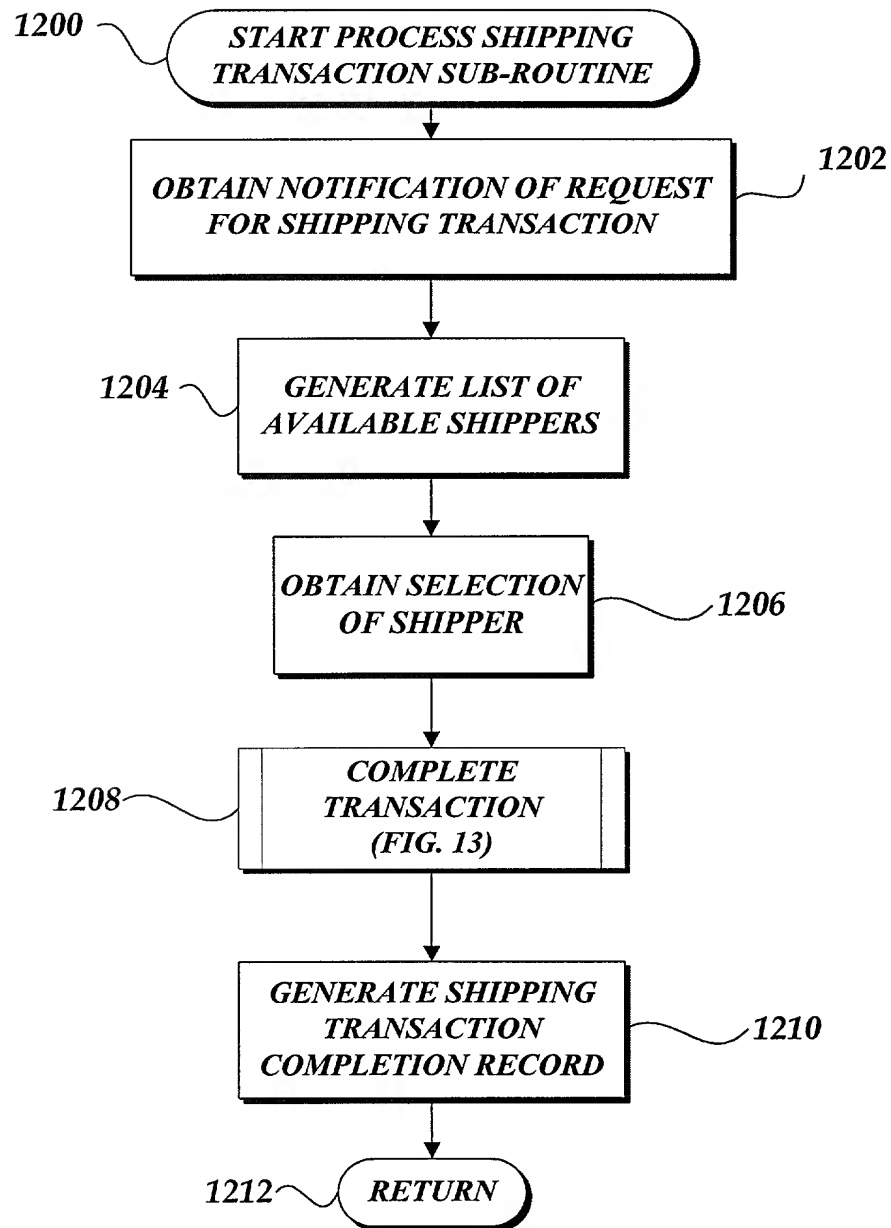 1200
START PROCESS SHIPPING
TRANSACTION SUB-ROUTINE
1202
OBTAIN NOTIFICATION OF REQUEST
FOR SHIPPING TRANSACTION
1204
GENERATE LIST OF
AVAILABLE SHIPPERS
OBTAIN SELECTION
OF SHIPPER
1206
1208
COMPLETE
TRANSACTION
(FIG. 13)
GENERATE SHIPPING
TRANSACTION
COMPLETION RECORD
1210
1212
RETURN